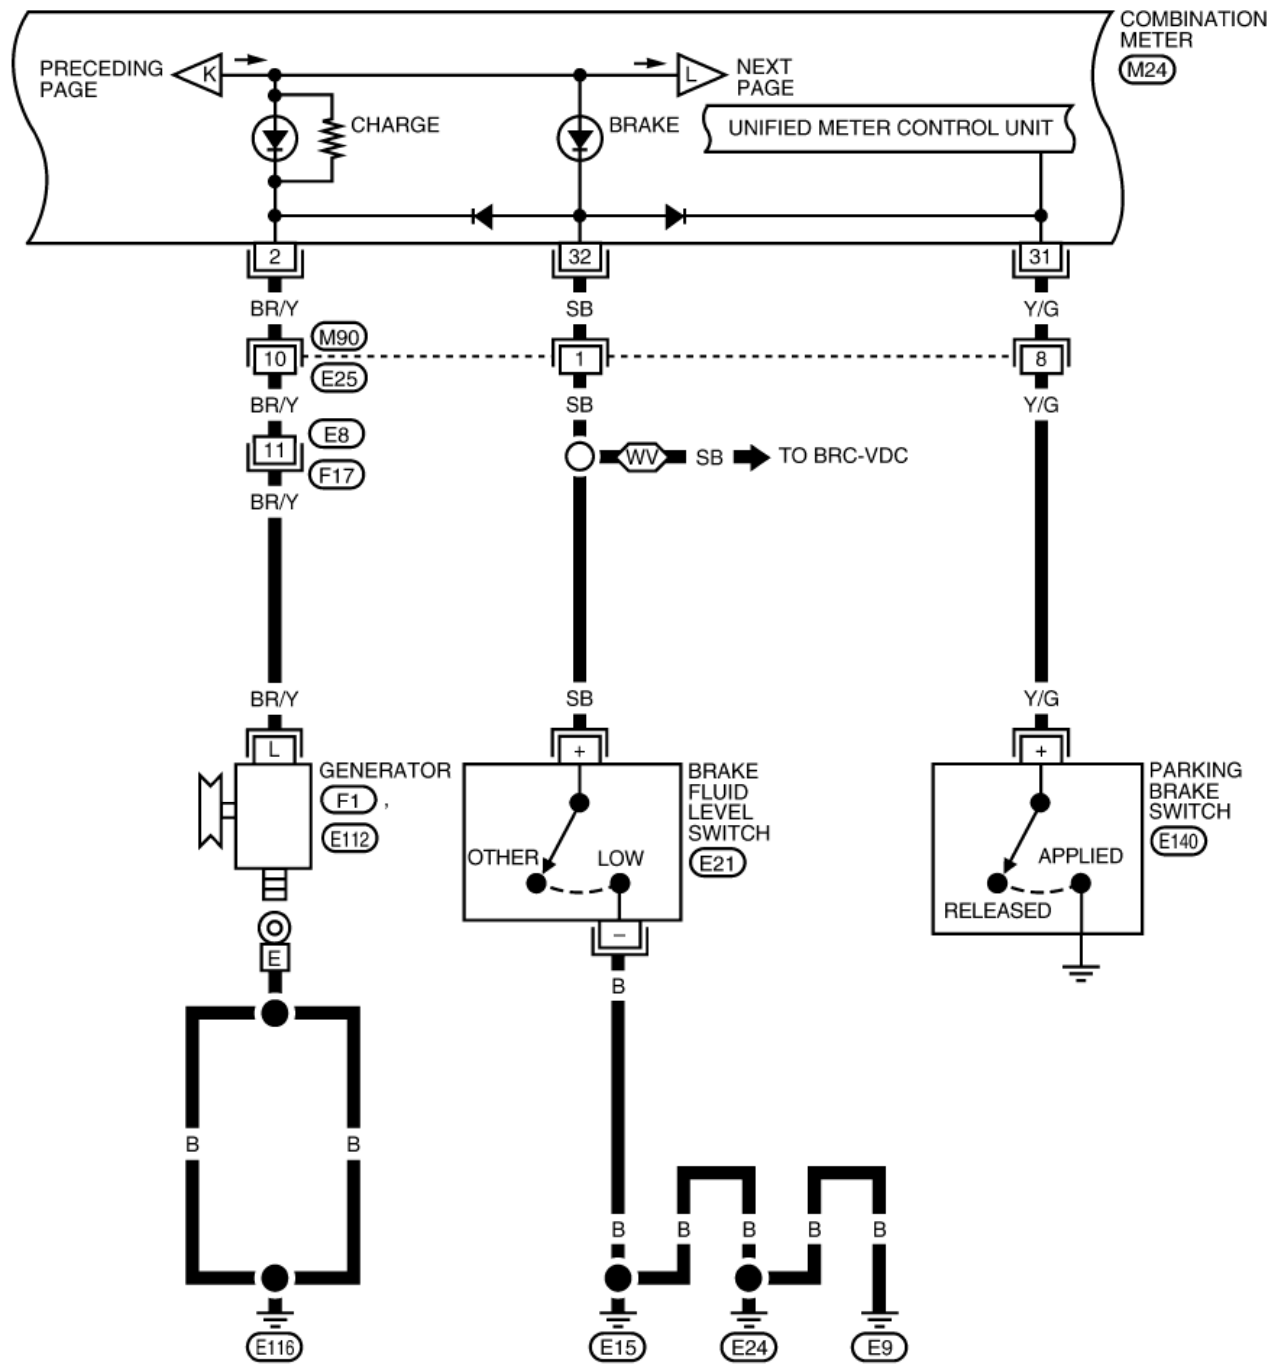 COMBINATION
METER
M24
PRECEDING
PAGE
K
L
NEXT
PAGE
CHARGE
BRAKE
UNIFIED METER CONTROL UNIT
2
32
31
BR/Y
SB
Y/G
M90
10
1
8
E25
BR/Y
SB
Y/G
E8
11
F17
WV
SB
TO BRC-VDC
BR/Y
BR/Y
SB
Y/G
L
+
+
GENERATOR
F1 ,
E112
BRAKE
FLUID
LEVEL
SWITCH
E21
PARKING
BRAKE
SWITCH
E140
OTHER
LOW
APPLIED
RELEASED
–
E
B
B
B
B
B
B
B
B
E116
E15
E24
E9